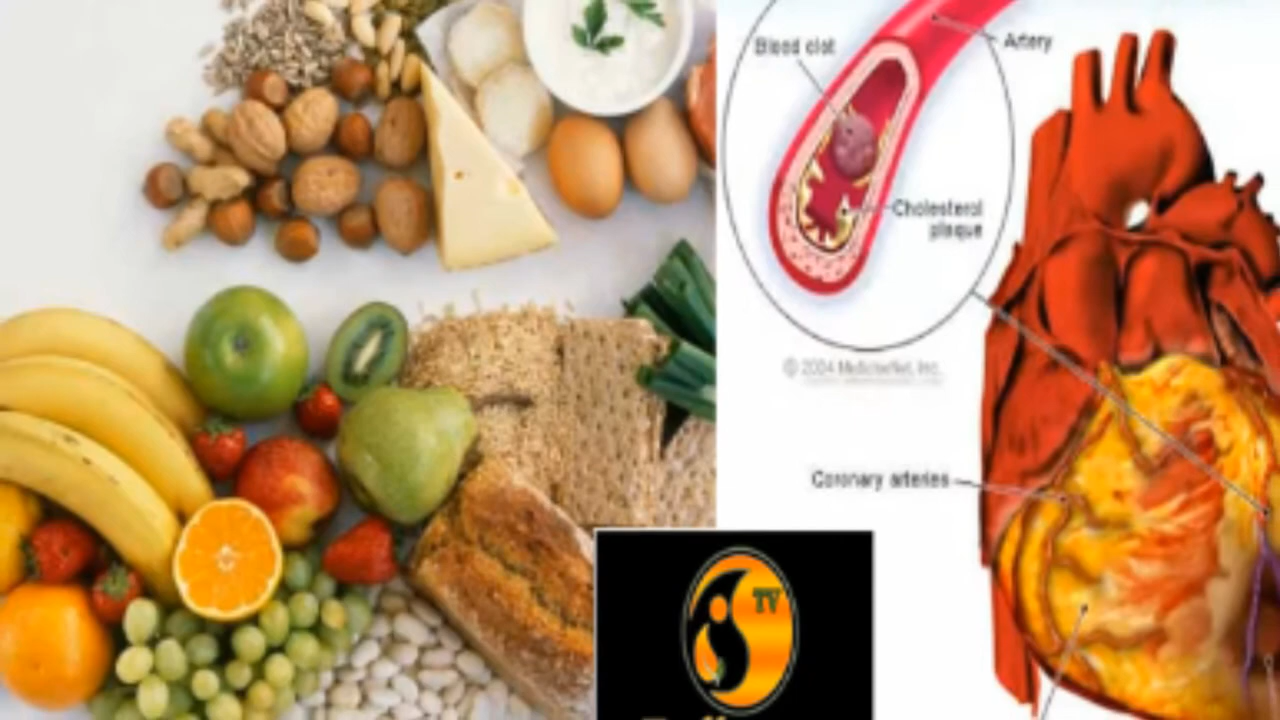 Blood clot
Artery
Cholesterol
plaque
© 2004 MedicineNet, Inc.
Coronary arteries
TV